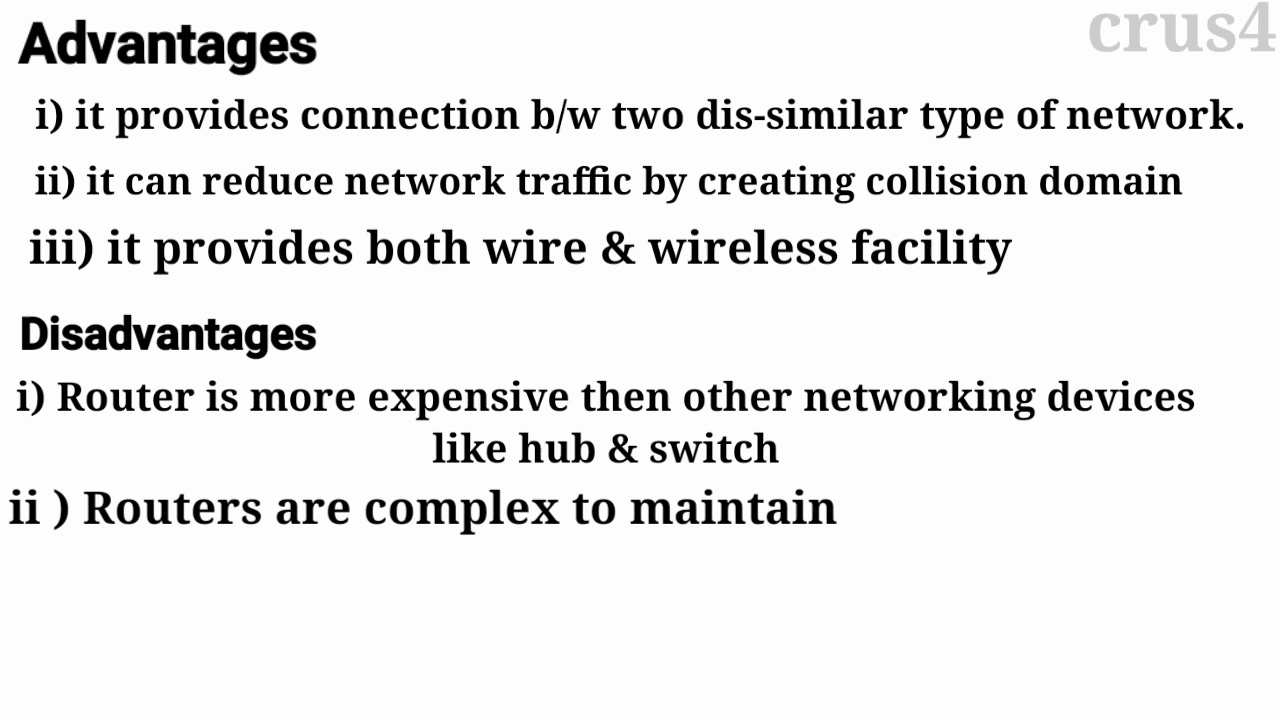 crus4
Advantages
i) it provides connection b/w two dis-similar type of network.
ii) it can reduce network traffic by creating collision domain
iii) it provides both wire & wireless facility
Disadvantages
i) Router is more expensive then other networking devices
like hub & switch
ii ) Routers are complex to maintain